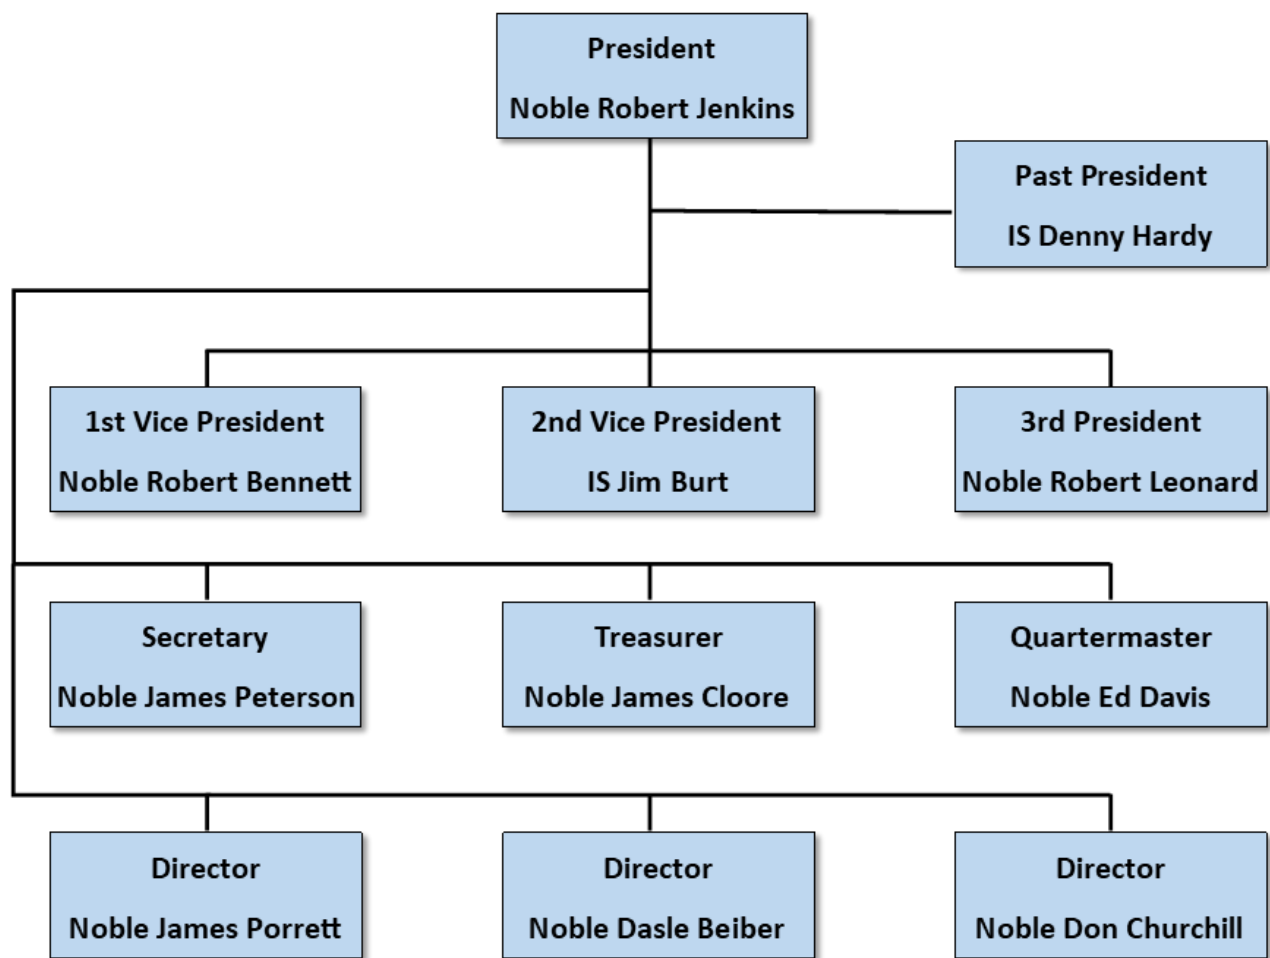 President
Noble Robert Jenkins
Past President
IS Denny Hardy
1st Vice President
Noble Robert Bennett
2nd Vice President
IS Jim Burt
3rd President
Noble Robert Leonard
Secretary
Noble James Peterson
Treasurer
Noble James Cloore
Quartermaster
Noble Ed Davis
Director
Noble James Porrett
Director
Noble Dasle Beiber
Director
Noble Don Churchill